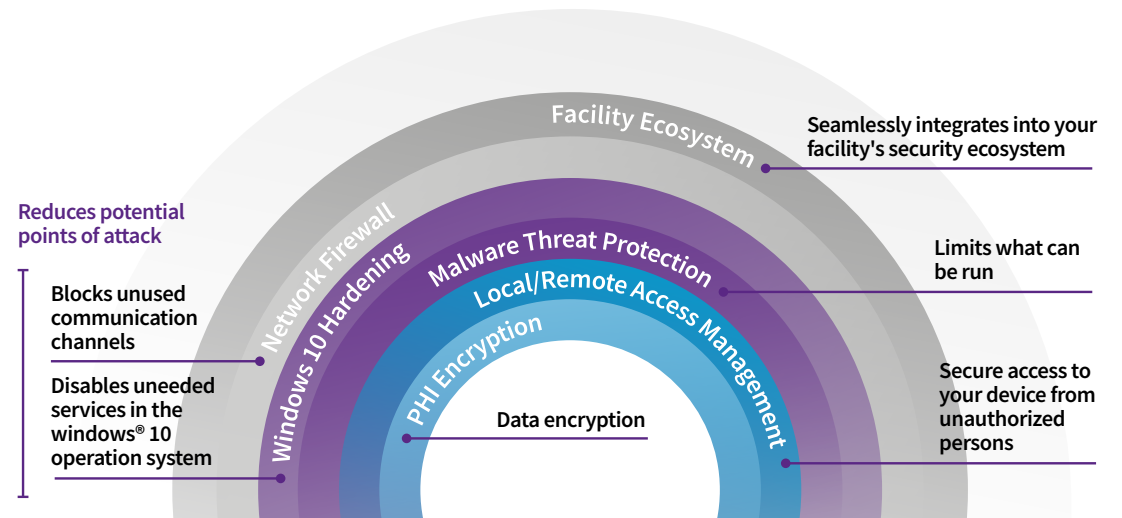 Facility Ecosystem
Seamlessly integrates into your
facility's security ecosystem
Reduces potential
points of attack
Network Firewall
Windows 10 Hardening
Malware Threat Protection
Limits what can
be run
Local/Remote Access Management
Blocks unused
communication
channels
PHI Encryption
Disables uneeded
services in the
windows® 10
operation system
Data encryption
Secure access to
your device from
unauthorized
persons